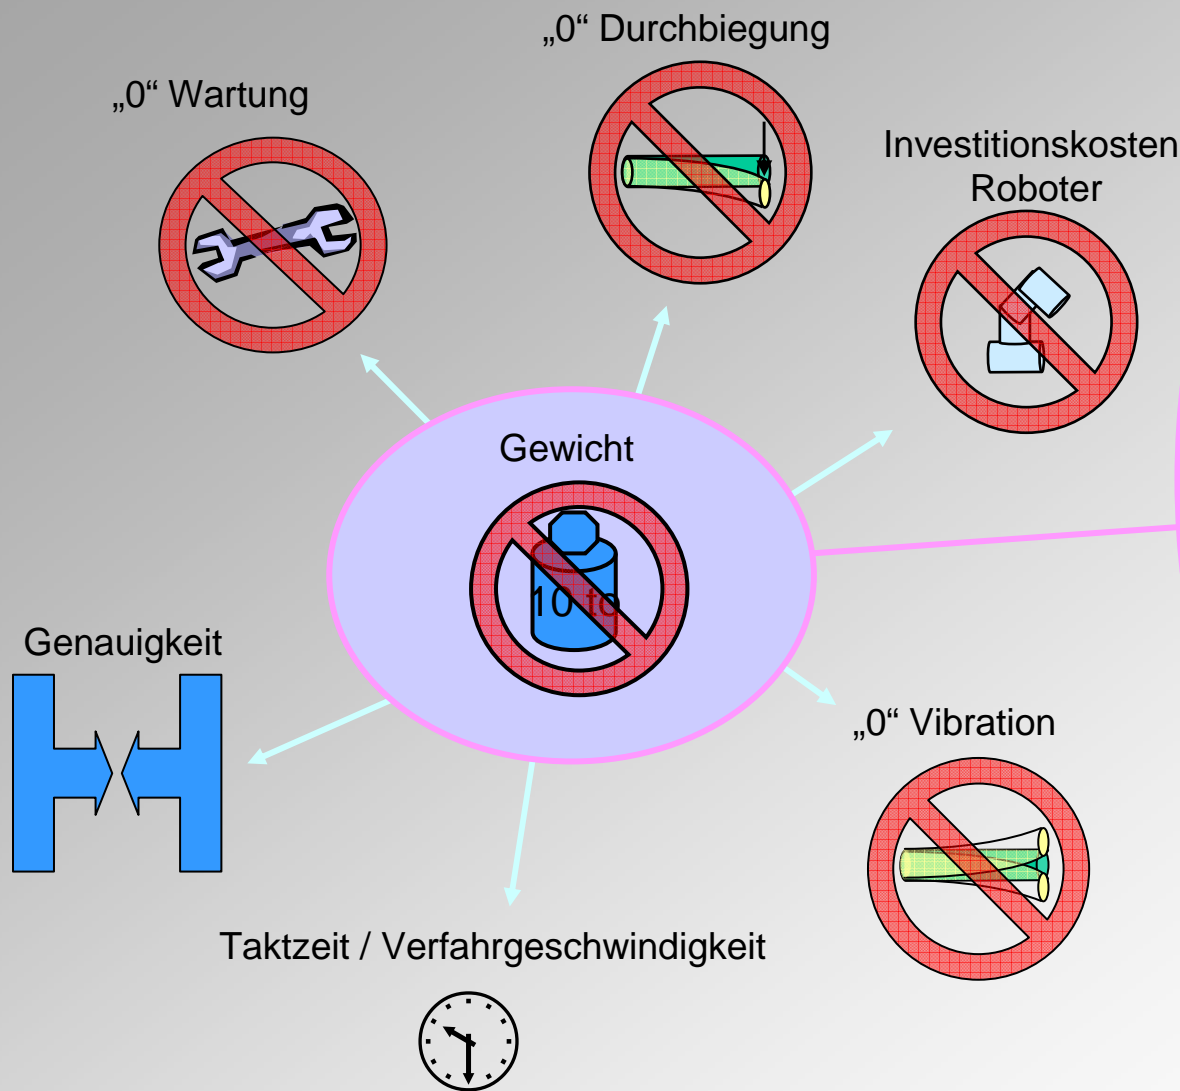 „0“ Durchbiegung
„0“ Wartung
Investitionskosten
Roboter
Gewicht
10 to
Genauigkeit
„0“ Vibration
Taktzeit / Verfahrgeschwindigkeit